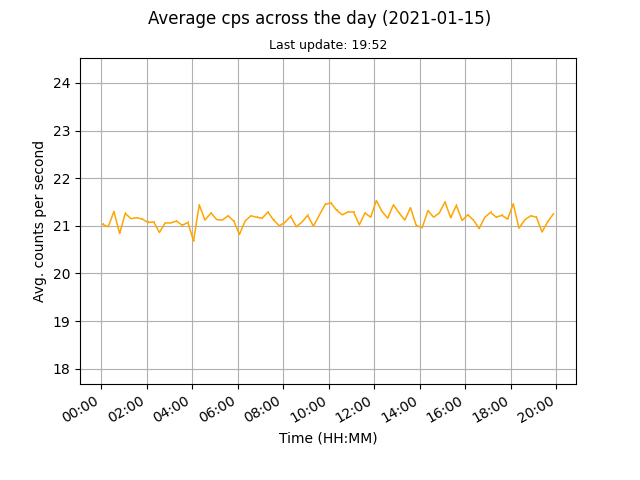 Average cps across the day (2021-01-15)
Last update: 19:52
24
23
22
21
20
19
18
Avg. counts per second
00:00 02:00 04:00 06:00 08:00 10:00 12:00 14:00 16:00 18:00 20:00
Time (HH:MM)